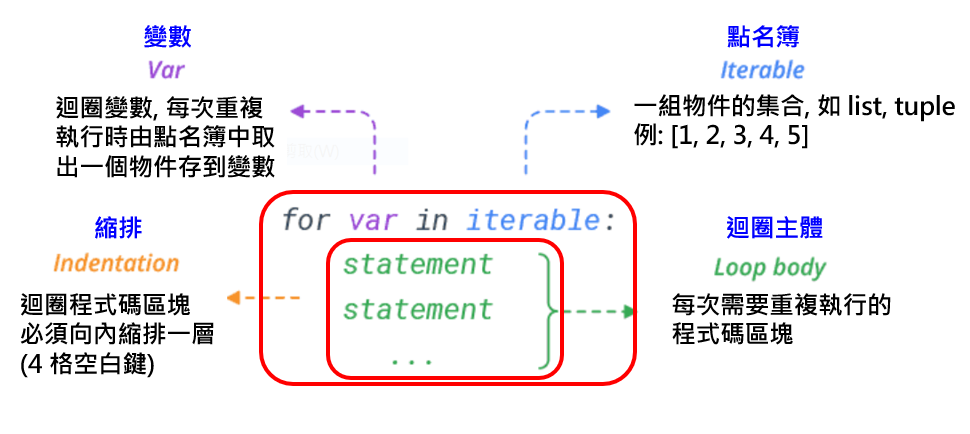 變數
Var
迴圈變數, 每次重複
執行時由點名簿中取
出一個物件存到變數
點名簿
Iterable
一組物件的集合, 如 list, tuple
例: [1, 2, 3, 4, 5]
for var in iterable:
statement
statement
...
縮排
Indentation
迴圈程式碼區塊
必須向內縮排一層
(4 格空白鍵)
迴圈主體
Loop body
每次需要重複執行的
程式碼區塊